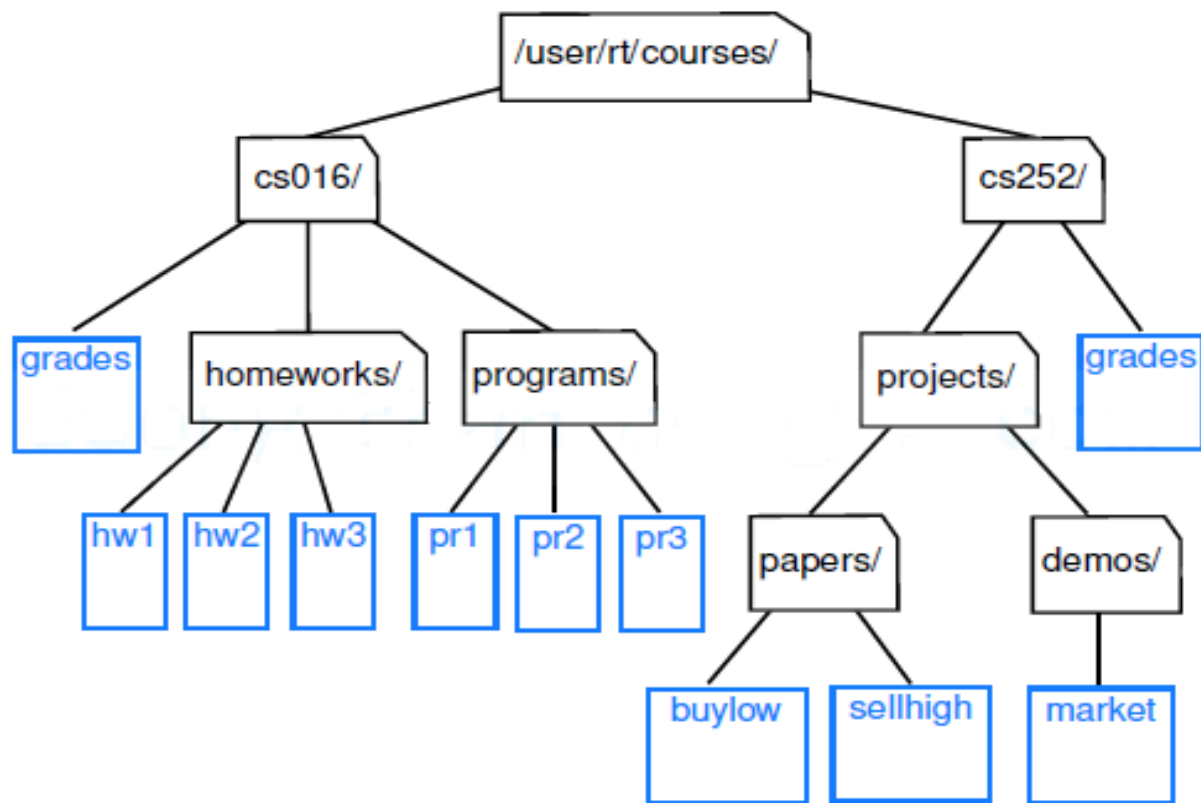 /user/rt/courses/
cs016/
cs252/
grades
homeworks/
programs/
projects/
grades
hw1
hw2
hw3
pr1
pr2
pr3
papers/
demos/
buylow
sellhigh
market